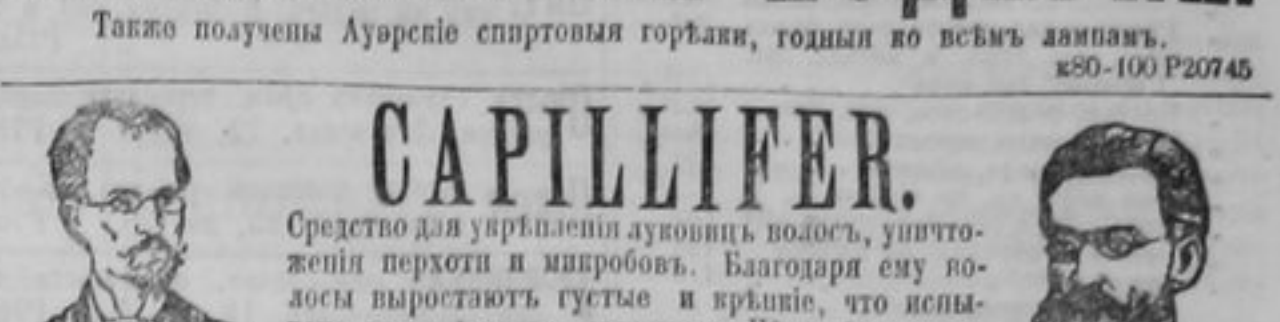 Также получены Ауэрскіе спиртовыя горѣлки, годныя ко всѣмъ лампамъ.
к80-100 Р20745
CAPILLIFER.
Средство для укрѣпленія луковицъ волосъ, уничто-
женія перхоти и микробовъ. Благодаря ему во-
лосы выростаютъ густые и крѣпкіе, что испы-